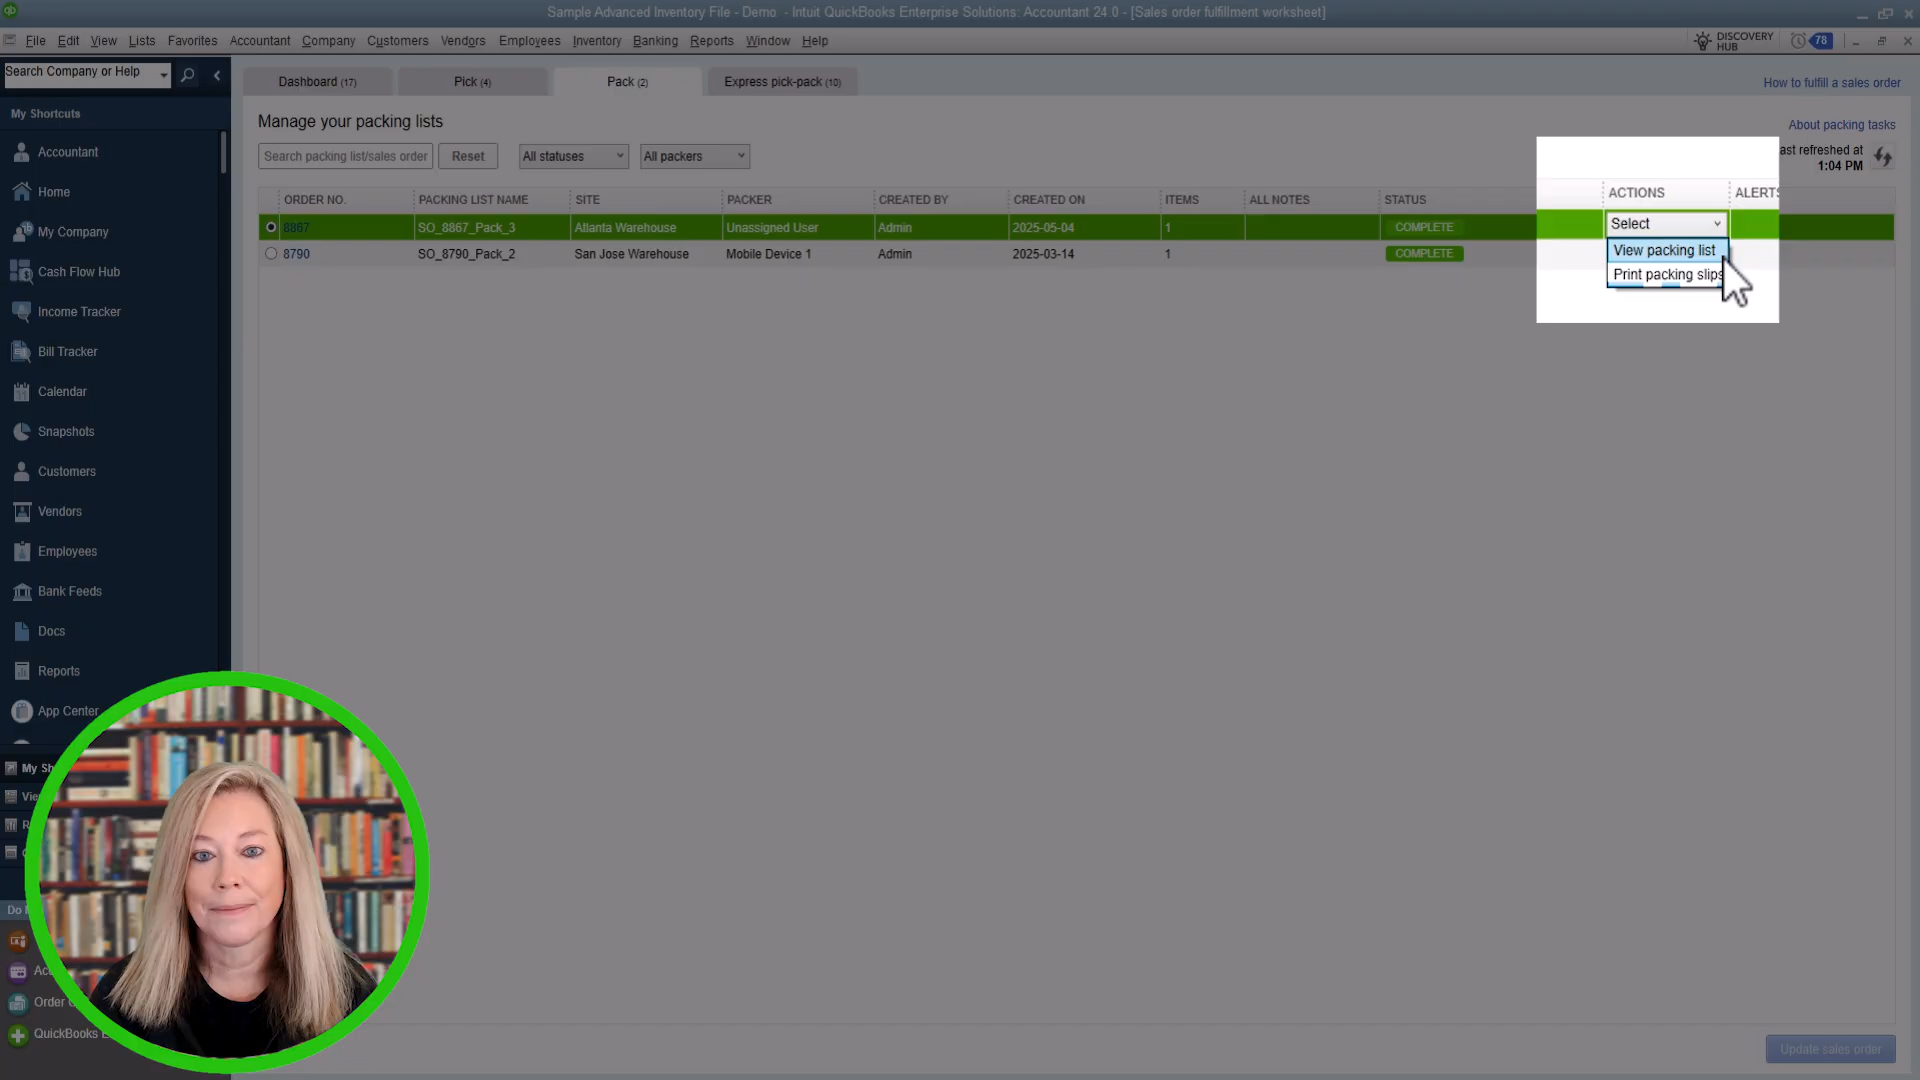 Sample Advanced Inventory File - Demo - Intuit QuickBooks Enterprise Solutions: Accountant 24.0 - [Sales order fulfillment worksheet]
File Edit View Lists Favorites Accountant Company Customers Vendors Employees Inventory Banking Reports Window Help
DISCOVERY HUB
78
Search Company or Help
My Shortcuts
Accountant
Home
My Company
Cash Flow Hub
Income Tracker
Bill Tracker
Calendar
Snapshots
Customers
Vendors
Employees
Bank Feeds
Docs
Reports
App Center
My Sh
Vie
R
Do
Ac
Order
QuickBooks
Dashboard (17) Pick (4) Pack (2) Express pick-pack (10)
How to fulfill a sales order
Manage your packing lists
About packing tasks
Search packing list/sales order Reset All statuses All packers
ast refreshed at
1:04 PM
ORDER NO. PACKING LIST NAME SITE PACKER CREATED BY CREATED ON ITEMS ALL NOTES STATUS ACTIONS ALERTS
8867 SO_8867_Pack_3 Atlanta Warehouse Unassigned User Admin 2025-05-04 1 COMPLETE Select
8790 SO_8790_Pack_2 San Jose Warehouse Mobile Device 1 Admin 2025-03-14 1 COMPLETE
View packing list
Print packing slips
Update sales order